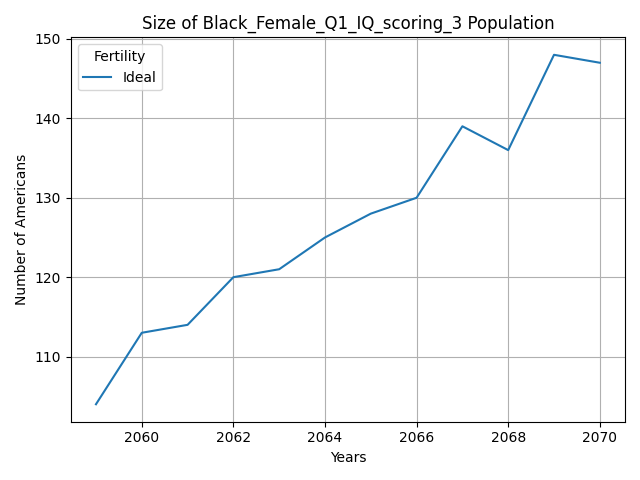 Size of Black_Female_Q1_IQ_scoring_3 Population
150
140
130
120
110
Number of Americans
Fertility
Ideal
2060 2062 2064 2066 2068 2070
Years